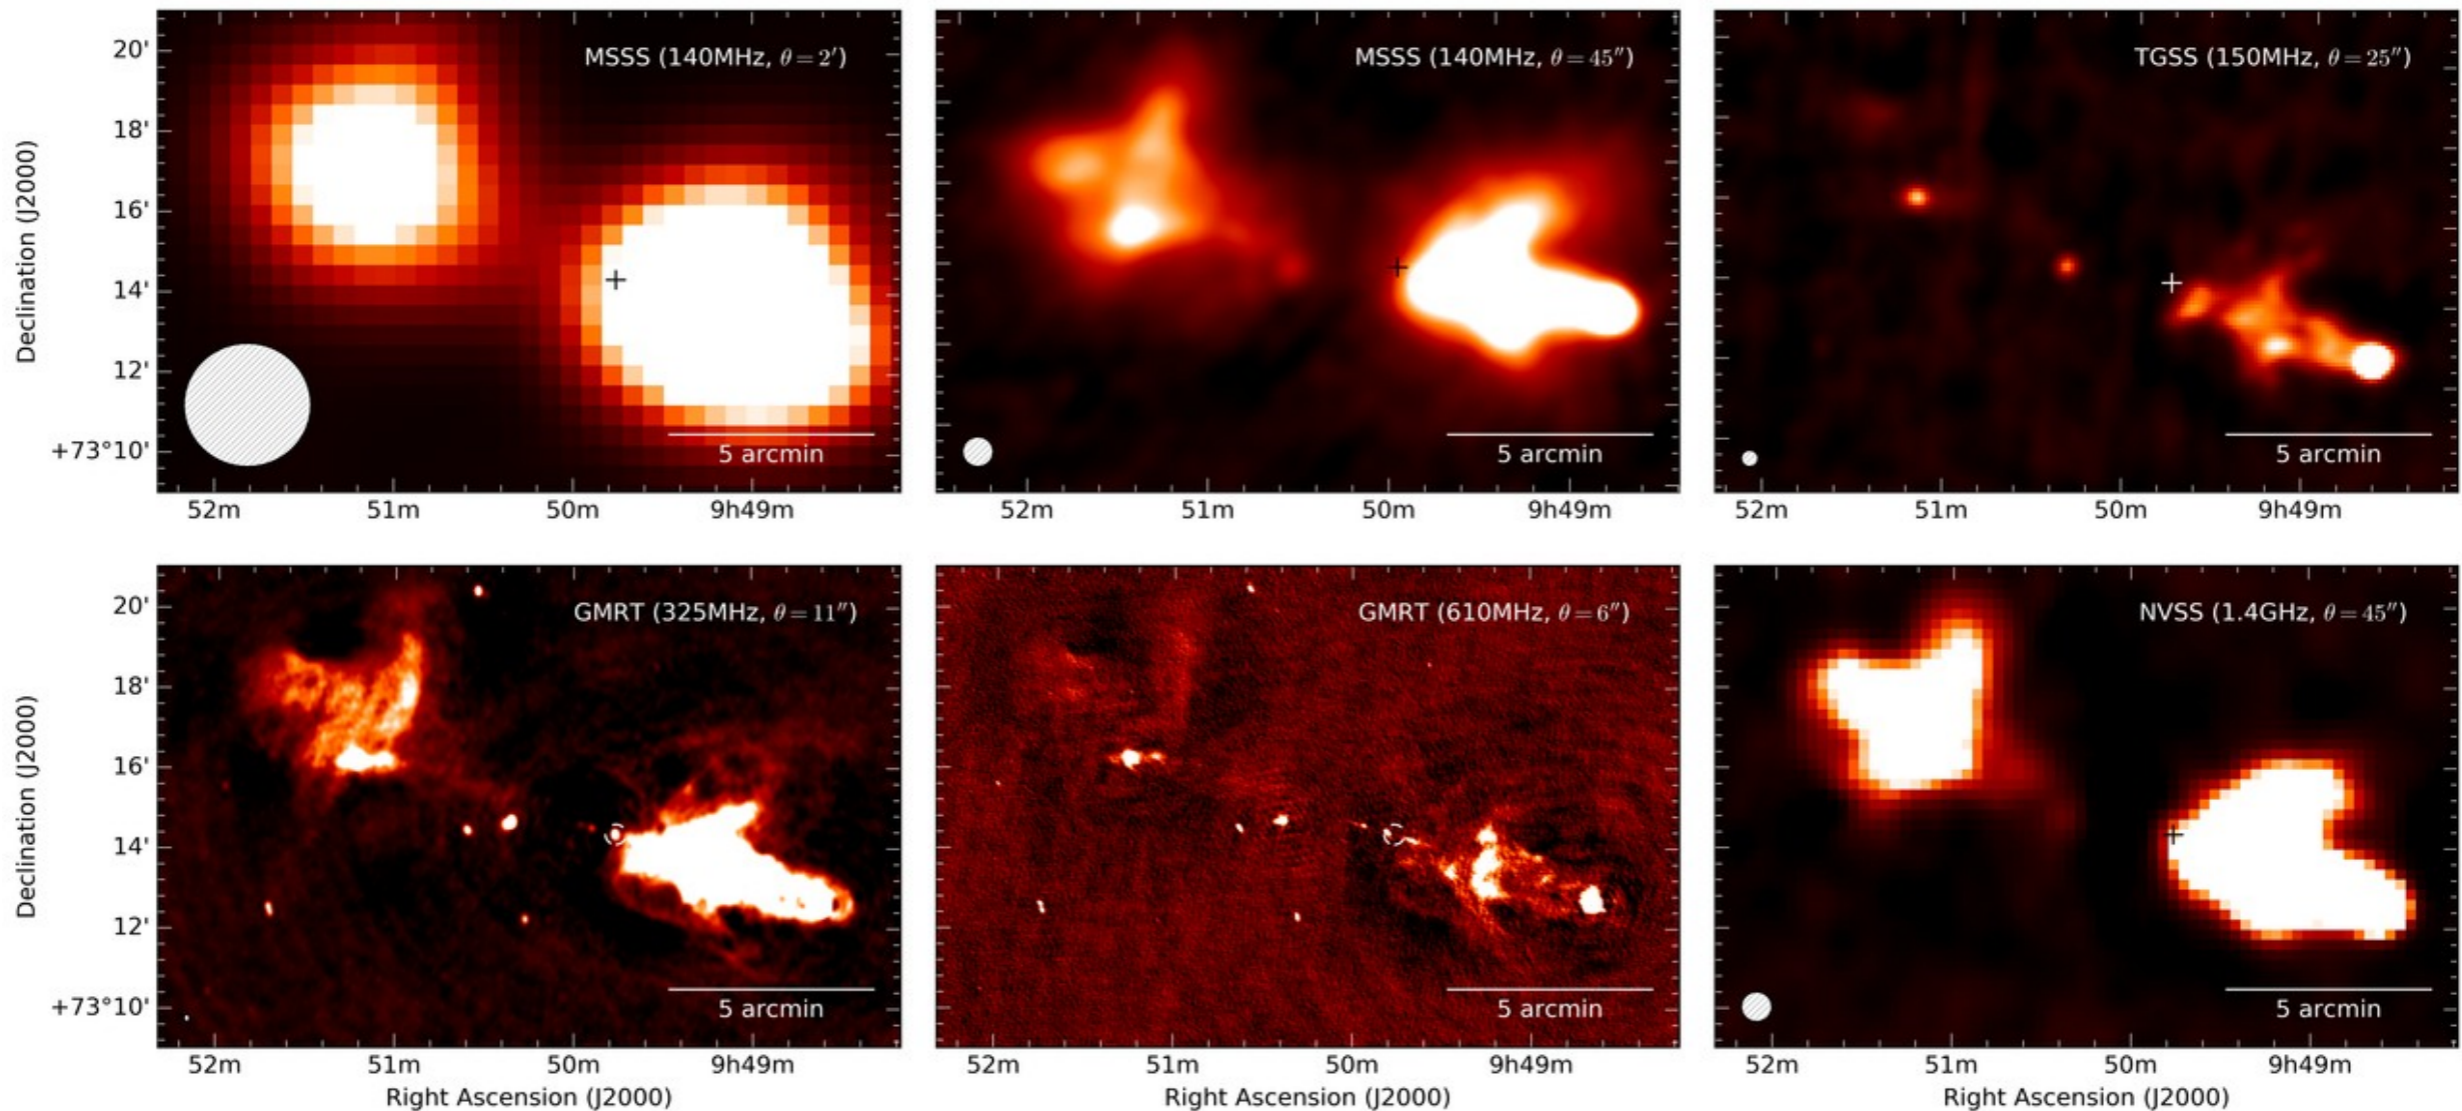 MSSS (140MHz, θ = 2′)
MSSS (140MHz, θ = 45″)
TGSS (150MHz, θ = 25″)
20'
18'
16'
14'
12'
+73°10'
Declination (J2000)
5 arcmin
5 arcmin
5 arcmin
52m 51m 50m 9h49m
52m 51m 50m 9h49m
52m 51m 50m 9h49m
GMRT (325MHz, θ = 11″)
GMRT (610MHz, θ = 6″)
NVSS (1.4GHz, θ = 45″)
20'
18'
16'
14'
12'
+73°10'
Declination (J2000)
5 arcmin
5 arcmin
5 arcmin
52m 51m 50m 9h49m
52m 51m 50m 9h49m
52m 51m 50m 9h49m
Right Ascension (J2000)
Right Ascension (J2000)
Right Ascension (J2000)